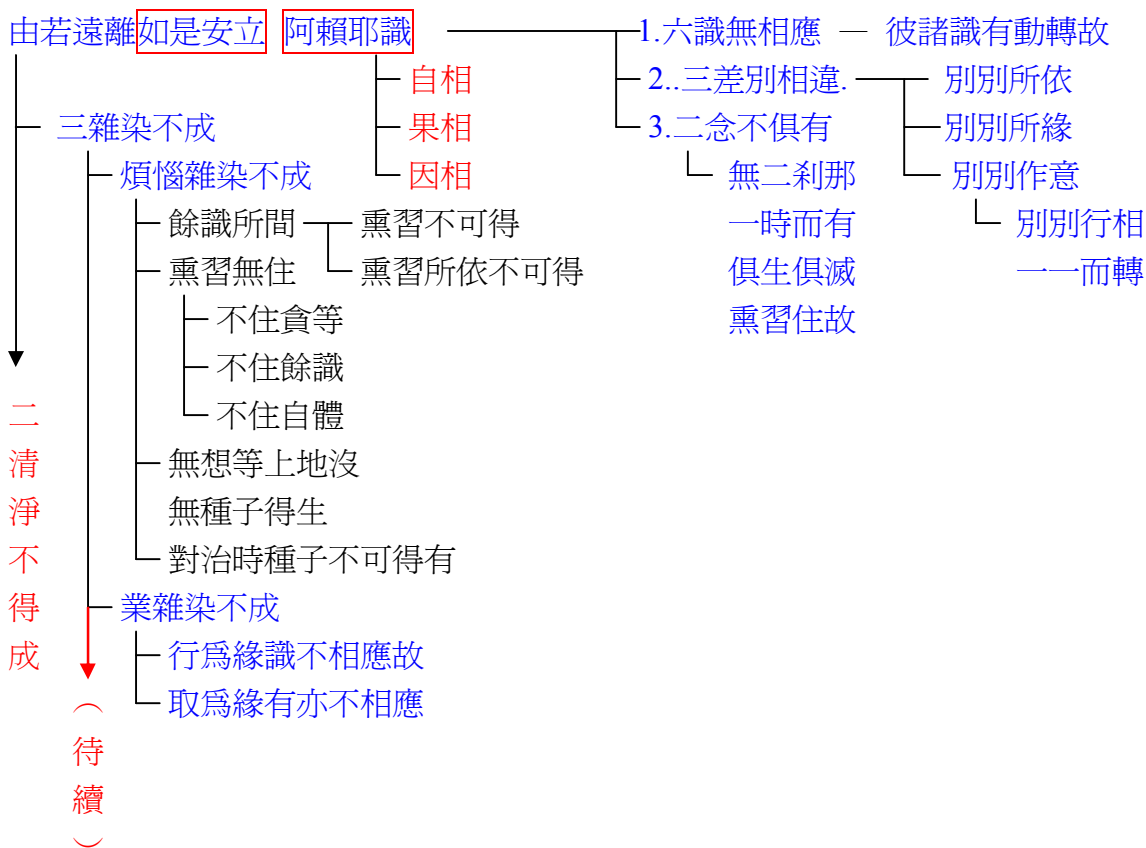 由若遠離如是安立 阿賴耶識 1.六識無相應 — 彼諸識有動轉故
自相 2..三差別相違. 別別所依
三雜染不成 果相 3.二念不俱有 別別所緣
煩惱雜染不成 因相 無二剎那 別別作意
餘識所間 熏習不可得 一時而有 別別行相
熏習無住 熏習所依不可得 俱生俱滅 一一而轉
不住貪等 熏習住故
不住餘識
不住自體
無想等上地沒
無種子得生
對治時種子不可得有
業雜染不成
行為緣識不相應故
取為緣有亦不相應
二清淨不得成
（待續）